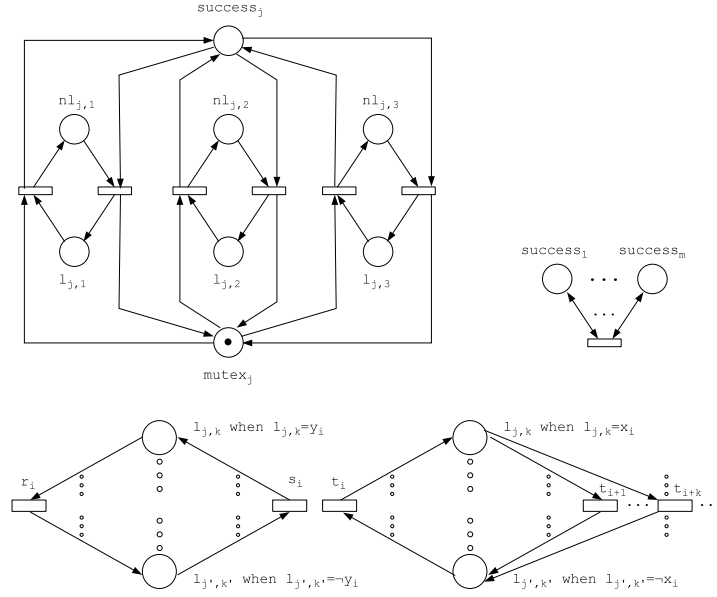 success_j
nl_j,1 nl_j,2 nl_j,3
l_j,1 l_j,2 l_j,3
success_1 ... success_m
...
mutex_j
l_j,k when l_j,k=y_i l_j,k when l_j,k=x_i
r_i s_i t_i t_i+1 ... t_i+k ..
l_j',k' when l_j',k'=¬y_i l_j',k' when l_j',k'=¬x_i